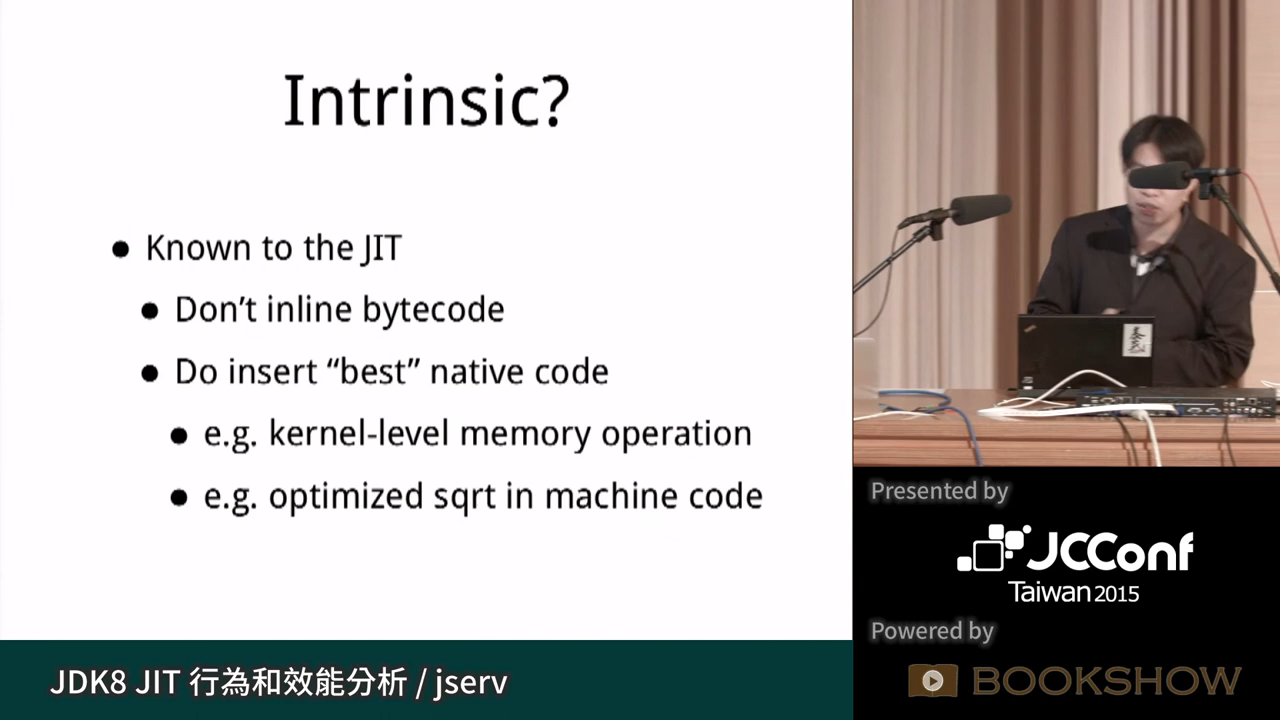 Intrinsic?
● Known to the JIT
● Don’t inline bytecode
● Do insert “best” native code
● e.g. kernel-level memory operation
● e.g. optimized sqrt in machine code
JDK8 JIT 行為和效能分析 / jserv
Presented by
JCConf
Taiwan 2015
Powered by
BOOKSHOW